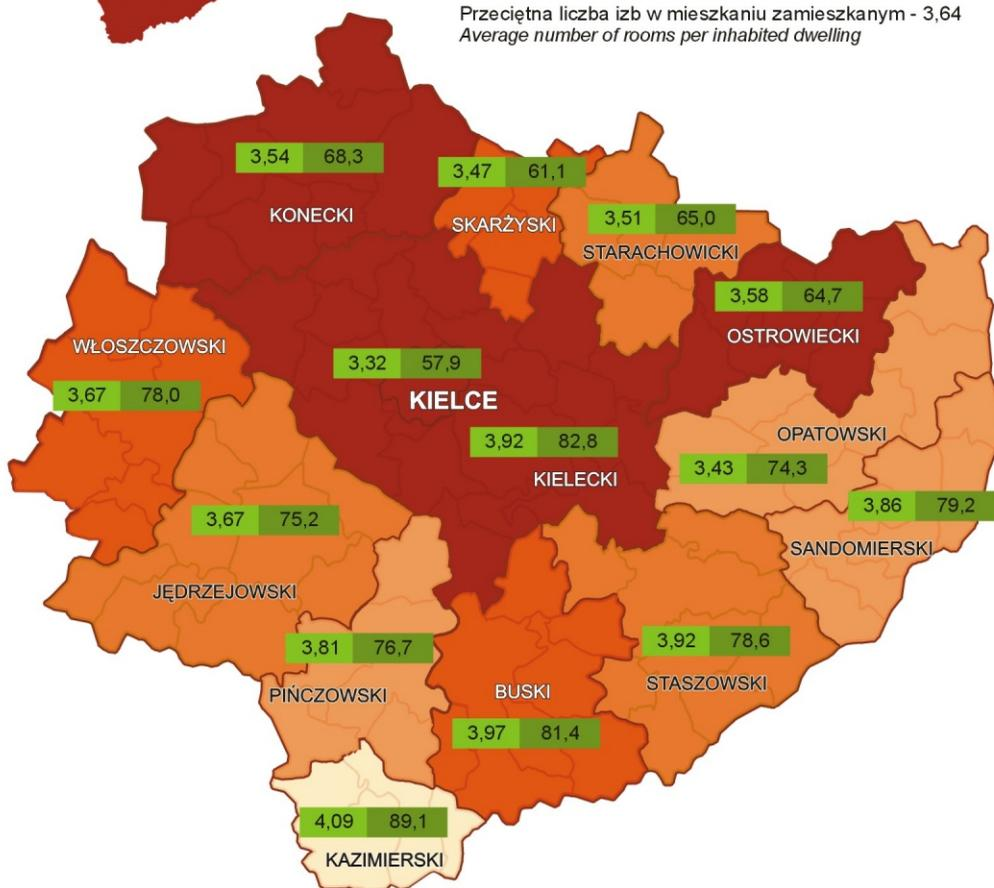 Przeciętna liczba izb w mieszkaniu zamieszkanym - 3,64
Average number of rooms per inhabited dwelling
3,54 68,3
KONECKI
3,47 61,1
SKARŻYSKI
3,51 65,0
STARACHOWICKI
3,58 64,7
OSTROWIECKI
WŁOSZCZOWSKI
3,67 78,0
3,32 57,9
KIELCE
3,92 82,8
KIELECKI
OPATOWSKI
3,43 74,3
3,86 79,2
SANDOMIERSKI
3,67 75,2
JĘDRZEJOWSKI
3,81 76,7
PIŃCZOWSKI
BUSKI
3,97 81,4
3,92 78,6
STASZOWSKI
4,09 89,1
KAZIMIERSKI